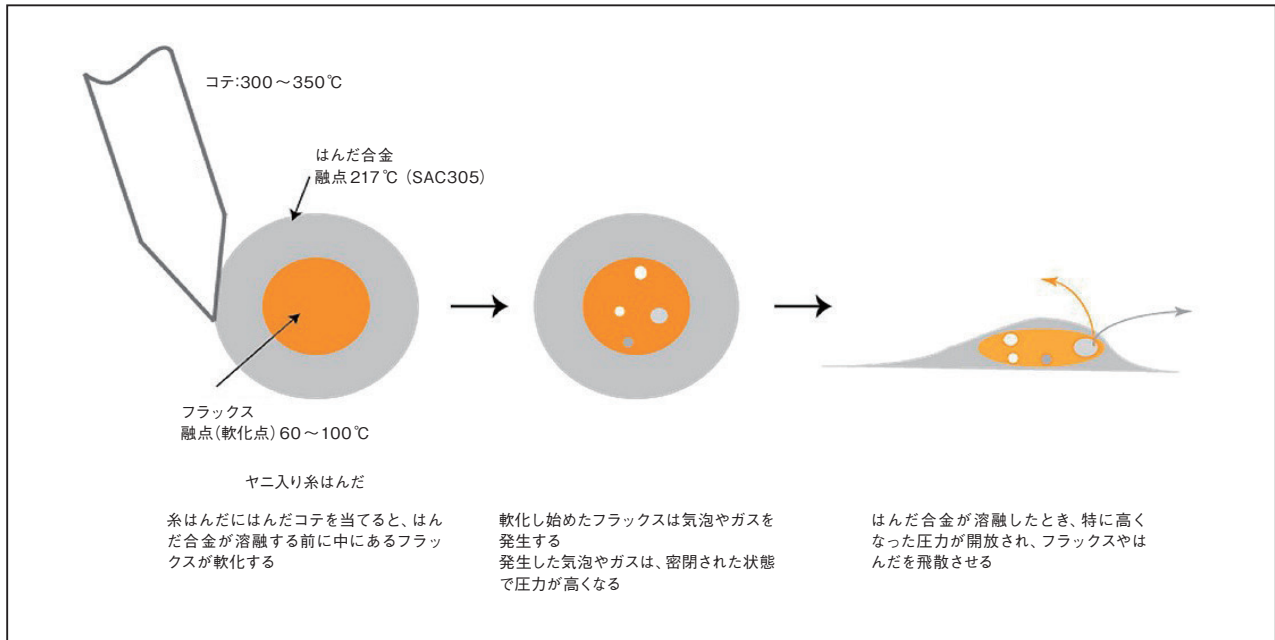 コテ:300～350℃
はんだ合金
融点217℃（SAC305）
フラックス
融点(軟化点)60～100℃
ヤニ入り糸はんだ
糸はんだにはんだコテを当てると、はん
だ合金が溶融する前に中にあるフラッ
クスが軟化する
軟化し始めたフラックスは気泡やガスを
発生する
発生した気泡やガスは、密閉された状態
で圧力が高くなる
はんだ合金が溶融したとき、特に高く
なった圧力が開放され、フラックスやは
んだを飛散させる